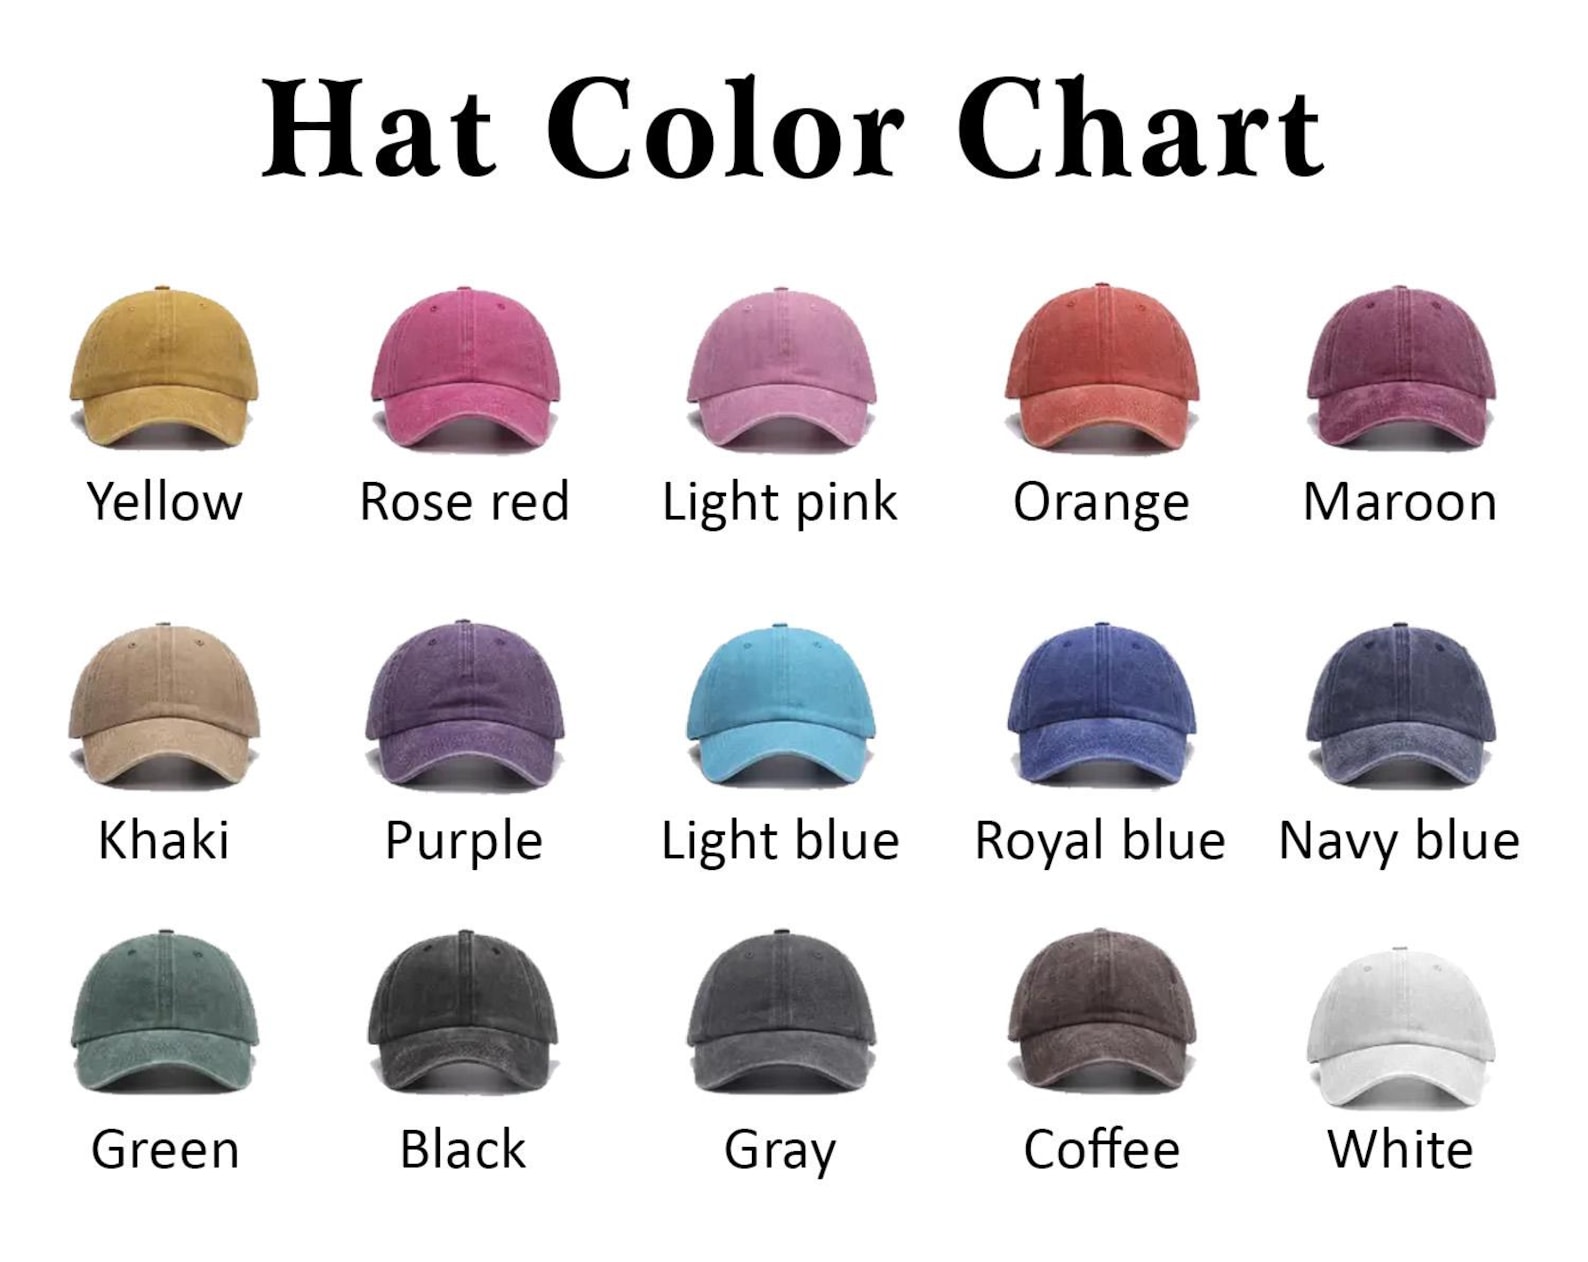 Hat Color Chart
Yellow Rose red Light pink Orange Maroon
Khaki Purple Light blue Royal blue Navy blue
Green Black Gray Coffee White